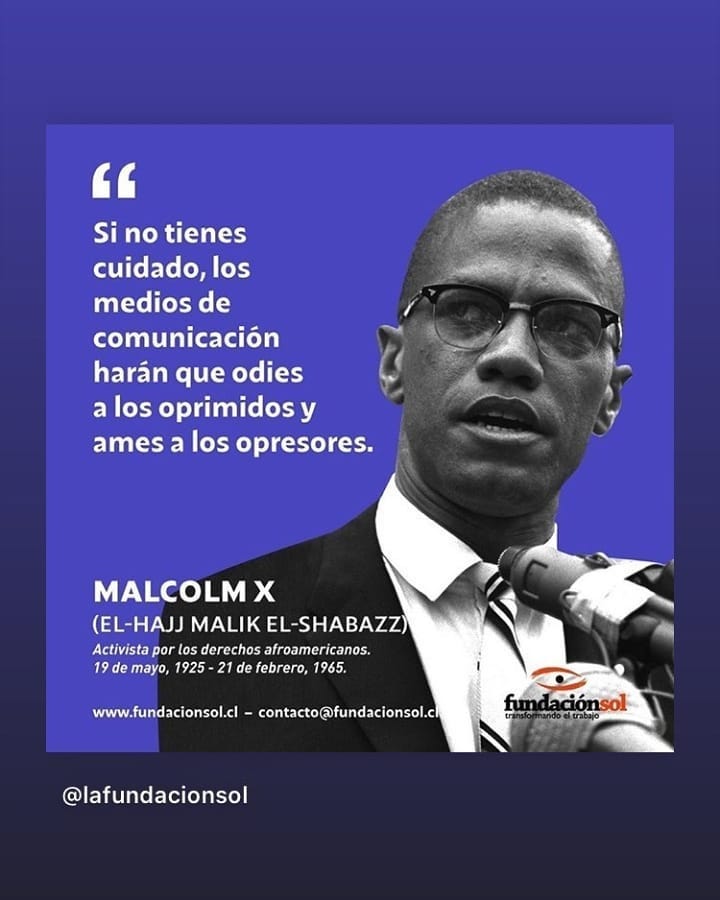 “
Si no tienes
cuidado, los
medios de
comunicación
harán que odies
a los oprimidos y
ames a los opresores.
MALCOLM X
(EL-HAJJ MALIK EL-SHABAZZ)
Activista por los derechos afroamericanos.
19 de mayo, 1925 - 21 de febrero, 1965.
www.fundacionsol.cl – contacto@fundacionsol.cl
fundaciónsol
transformando el trabajo
@lafundacionsol